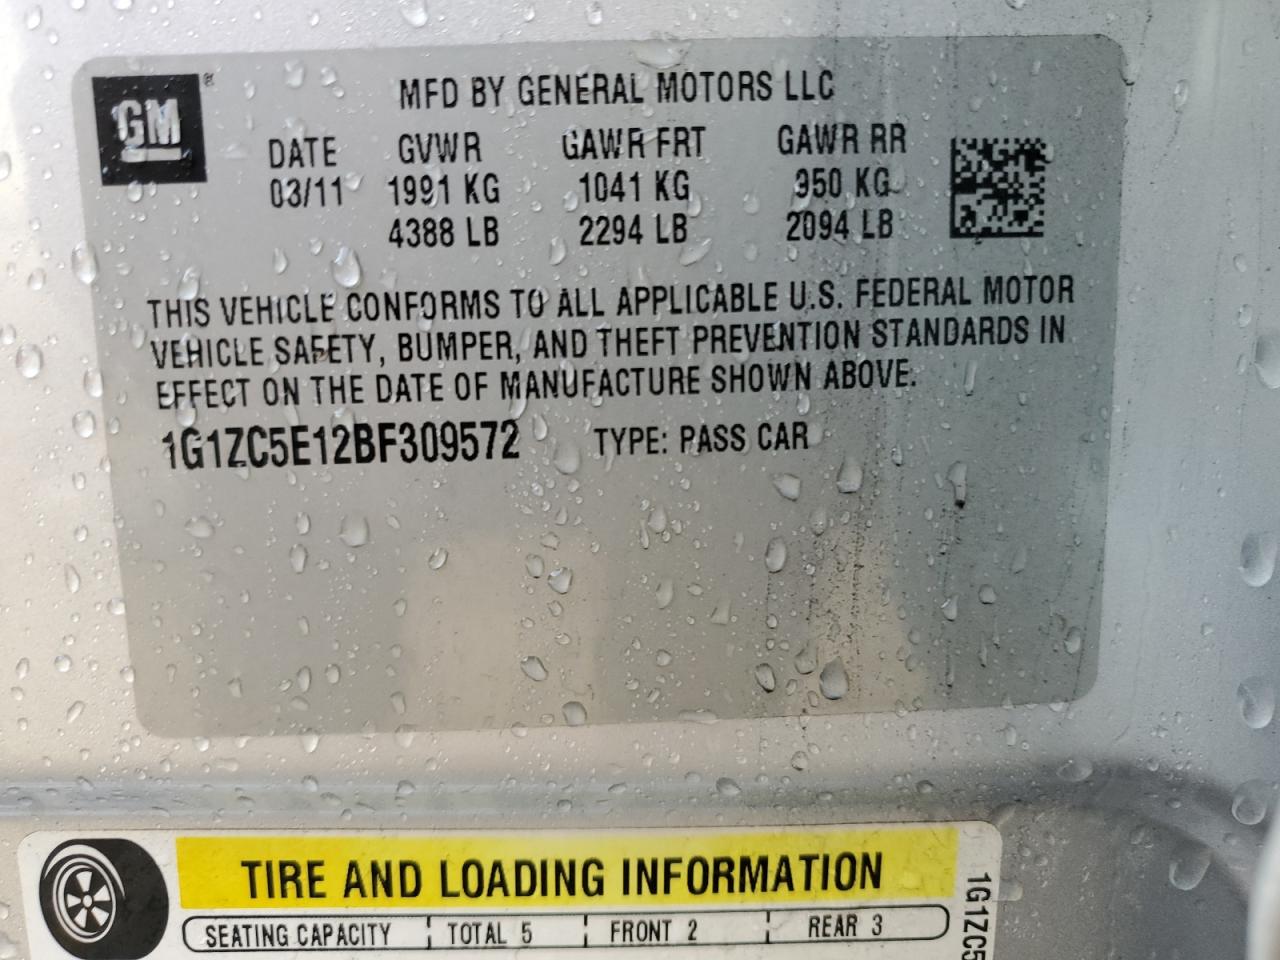 GM ®
MFD BY GENERAL MOTORS LLC
DATE GVWR GAWR FRT GAWR RR
03/11 1991 KG 1041 KG 950 KG
4388 LB 2294 LB 2094 LB
THIS VEHICLE CONFORMS TO ALL APPLICABLE U.S. FEDERAL MOTOR
VEHICLE SAFETY, BUMPER, AND THEFT PREVENTION STANDARDS IN
EFFECT ON THE DATE OF MANUFACTURE SHOWN ABOVE.
1G1ZC5E12BF309572 TYPE: PASS CAR
TIRE AND LOADING INFORMATION
SEATING CAPACITY TOTAL 5 FRONT 2 REAR 3
1G1ZC5